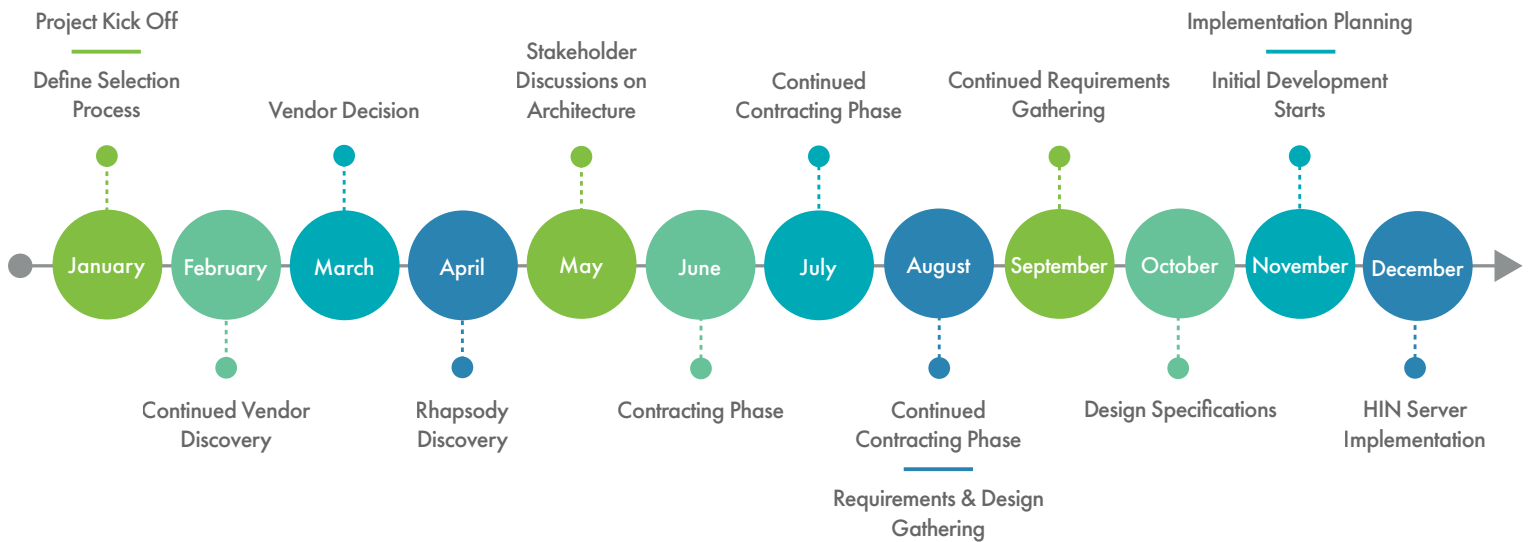 Project Kick Off
Define Selection
Process
Vendor Decision
Stakeholder
Discussions on
Architecture
Continued
Contracting Phase
Continued Requirements
Gathering
Implementation Planning
Initial Development
Starts
January
February
March
April
May
June
July
August
September
October
November
December
Continued Vendor
Discovery
Rhapsody
Discovery
Contracting Phase
Continued
Contracting Phase
Requirements & Design
Gathering
Design Specifications
HIN Server
Implementation